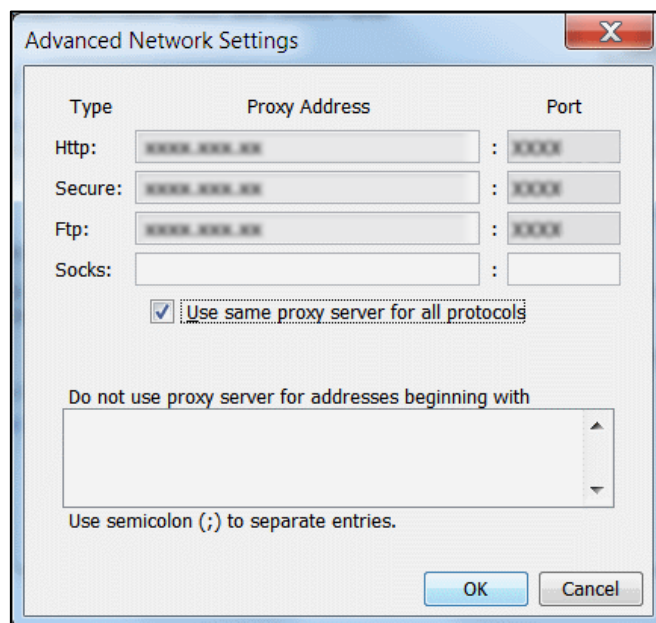 Advanced Network Settings
Type Proxy Address Port
Http: :
Secure: :
Ftp: :
Socks: :
Use same proxy server for all protocols
Do not use proxy server for addresses beginning with
Use semicolon (;) to separate entries.
OK Cancel